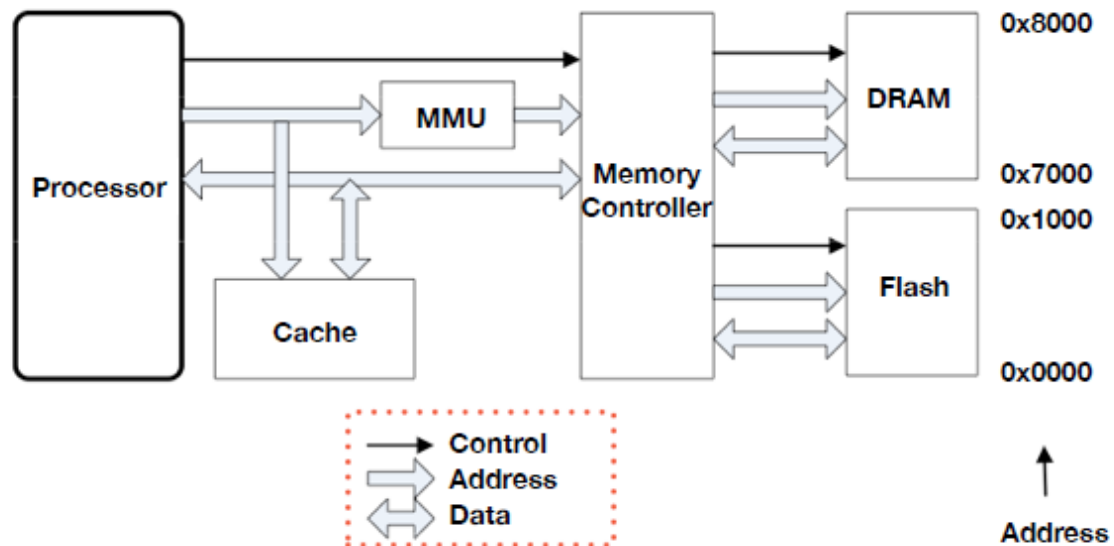 Processor
MMU
Cache
Memory
Controller
DRAM
Flash
0x8000
0x7000
0x1000
0x0000
Control
Address
Data
Address